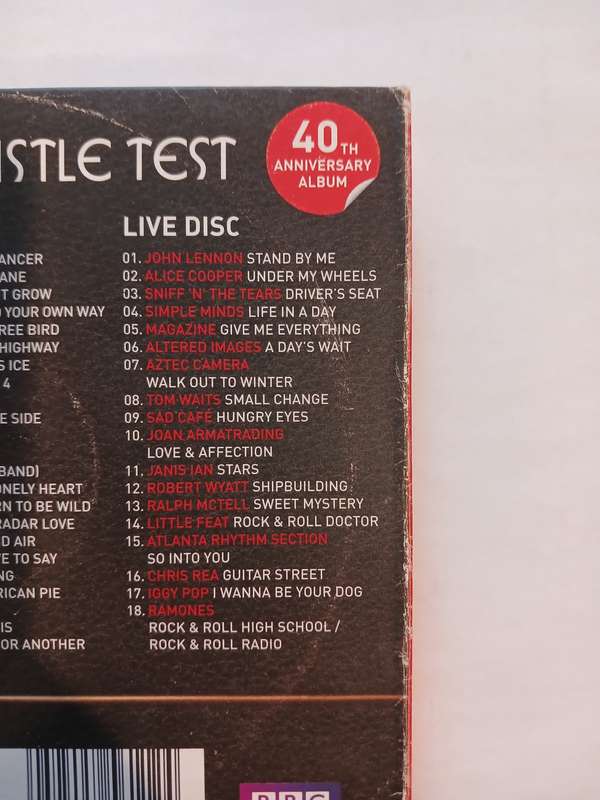 ISTLE TEST
40TH
ANNIVERSARY
ALBUM
ANCER
ANE
T GROW
YOUR OWN WAY
REE BIRD
HIGHWAY
S ICE
4
E SIDE
BAND)
ONELY HEART
RN TO BE WILD
RADAR LOVE
D AIR
VE TO SAY
NG
RICAN PIE
IS
OR ANOTHER
LIVE DISC
01. JOHN LENNON STAND BY ME
02. ALICE COOPER UNDER MY WHEELS
03. SNIFF 'N' THE TEARS DRIVER'S SEAT
04. SIMPLE MINDS LIFE IN A DAY
05. MAGAZINE GIVE ME EVERYTHING
06. ALTERED IMAGES A DAY'S WAIT
07. AZTEC CAMERA
WALK OUT TO WINTER
08. TOM WAITS SMALL CHANGE
09. SAD CAFÉ HUNGRY EYES
10. JOAN ARMATRADING
LOVE & AFFECTION
11. JANIS IAN STARS
12. ROBERT WYATT SHIPBUILDING
13. RALPH MCTELL SWEET MYSTERY
14. LITTLE FEAT ROCK & ROLL DOCTOR
15. ATLANTA RHYTHM SECTION
SO INTO YOU
16. CHRIS REA GUITAR STREET
17. IGGY POP I WANNA BE YOUR DOG
18. RAMONES
ROCK & ROLL HIGH SCHOOL /
ROCK & ROLL RADIO
BBC